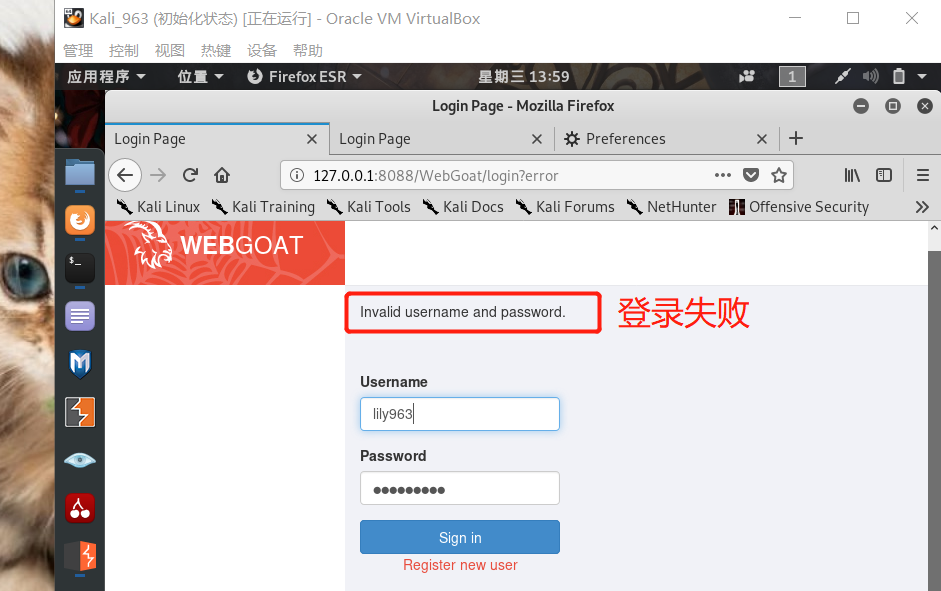 Kali_963 (初始化状态) [正在运行] - Oracle VM VirtualBox
管理 控制 视图 热键 设备 帮助
应用程序 位置 Firefox ESR 星期三 13:59 1
Login Page - Mozilla Firefox
Login Page Login Page Preferences
127.0.0.1:8088/WebGoat/login?error
Kali Linux Kali Training Kali Tools Kali Docs Kali Forums NetHunter Offensive Security
WEBGOAT
Invalid username and password. 登录失败
Username
lily963
Password
Sign in
Register new user